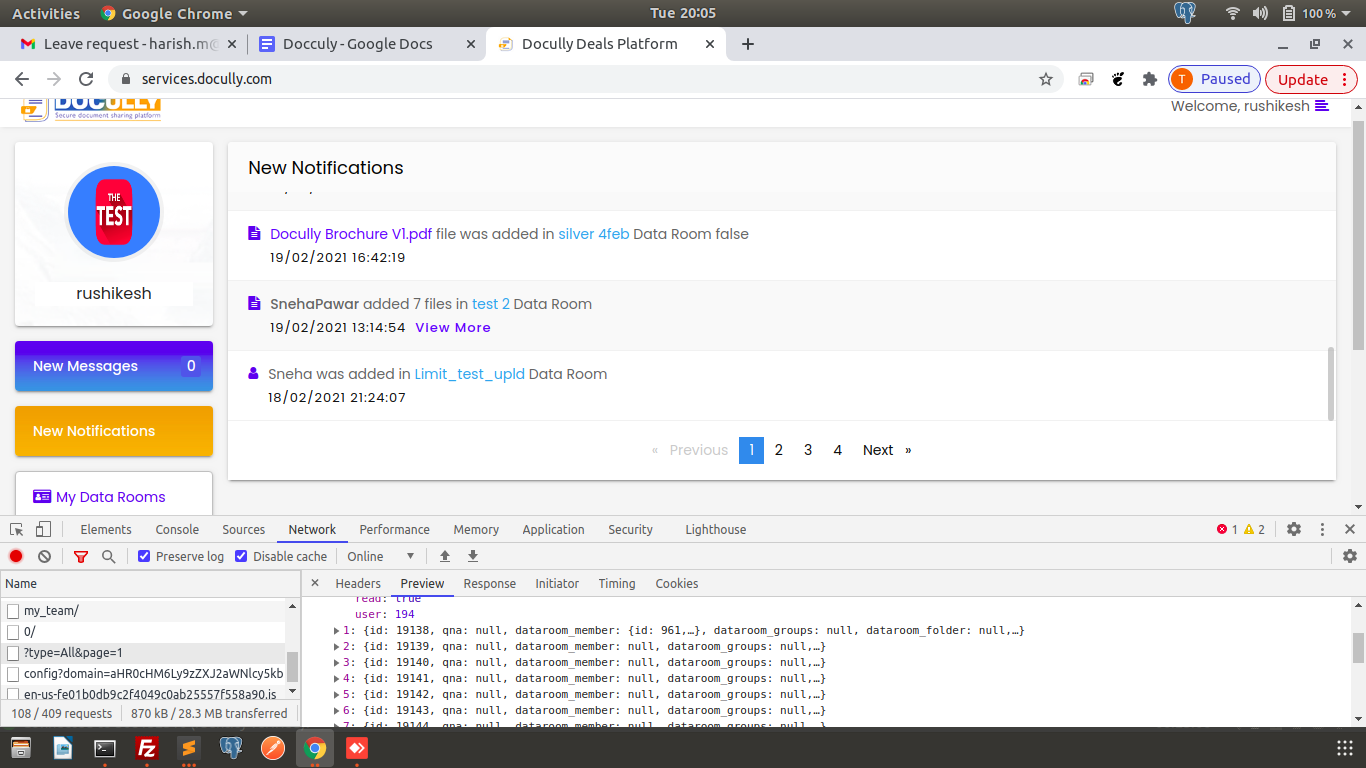 Activities Google Chrome Tue 20:05 100 %
Leave request - harish.m@ Docculy - Google Docs Docully Deals Platform
services.docully.com T Paused Update
DOCULLY
Secure document sharing platform
Welcome, rushikesh
THE
TEST
rushikesh
New Messages 0
New Notifications
My Data Rooms
New Notifications
Docully Brochure V1.pdf file was added in silver 4feb Data Room false
19/02/2021 16:42:19
SnehaPawar added 7 files in test 2 Data Room
19/02/2021 13:14:54 View More
Sneha was added in Limit_test_upld Data Room
18/02/2021 21:24:07
« Previous 1 2 3 4 Next »
Elements Console Sources Network Performance Memory Application Security Lighthouse 1 2
Preserve log Disable cache Online
Name
my_team/
0/
?type=All&page=1
config?domain=aHR0cHM6Ly9zZXJ2aWNlcy5kb
en-us-fe01b0db9c2f4049c0ab25557f558a90.js
108 / 409 requests 870 kB / 28.3 MB transferred
× Headers Preview Response Initiator Timing Cookies
read: true
user: 194
1: {id: 19138, qna: null, dataroom_member: {id: 961,…}, dataroom_groups: null, dataroom_folder: null,…}
2: {id: 19139, qna: null, dataroom_member: null, dataroom_groups: null,…}
3: {id: 19140, qna: null, dataroom_member: null, dataroom_groups: null,…}
4: {id: 19141, qna: null, dataroom_member: null, dataroom_groups: null,…}
5: {id: 19142, qna: null, dataroom_member: null, dataroom_groups: null,…}
6: {id: 19143, qna: null, dataroom_member: null, dataroom_groups: null,…}
7: {id: 19144, qna: null, dataroom_member: null, dataroom_groups: null,…}